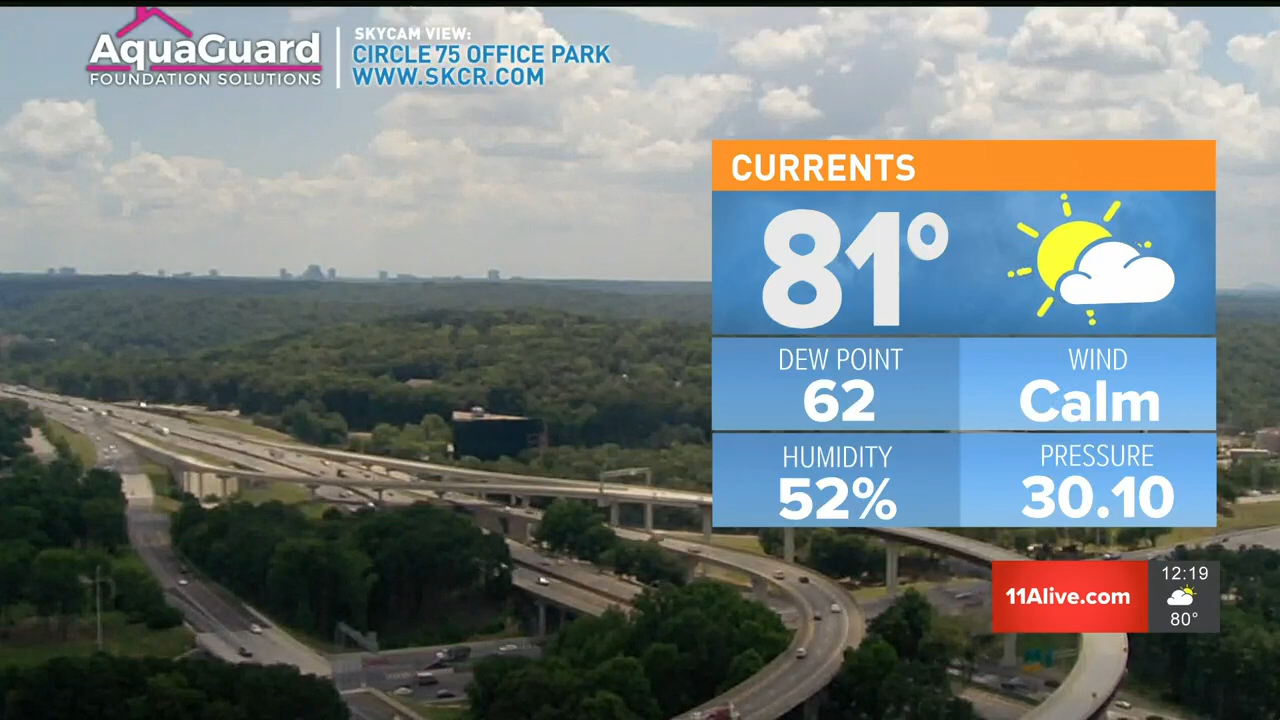 AquaGuard
FOUNDATION SOLUTIONS
SKYCAM VIEW:
CIRCLE 75 OFFICE PARK
WWW.SKCR.COM
CURRENTS
81°
DEW POINT
62
WIND
Calm
HUMIDITY
52%
PRESSURE
30.10
11Alive.com
12:19
80°